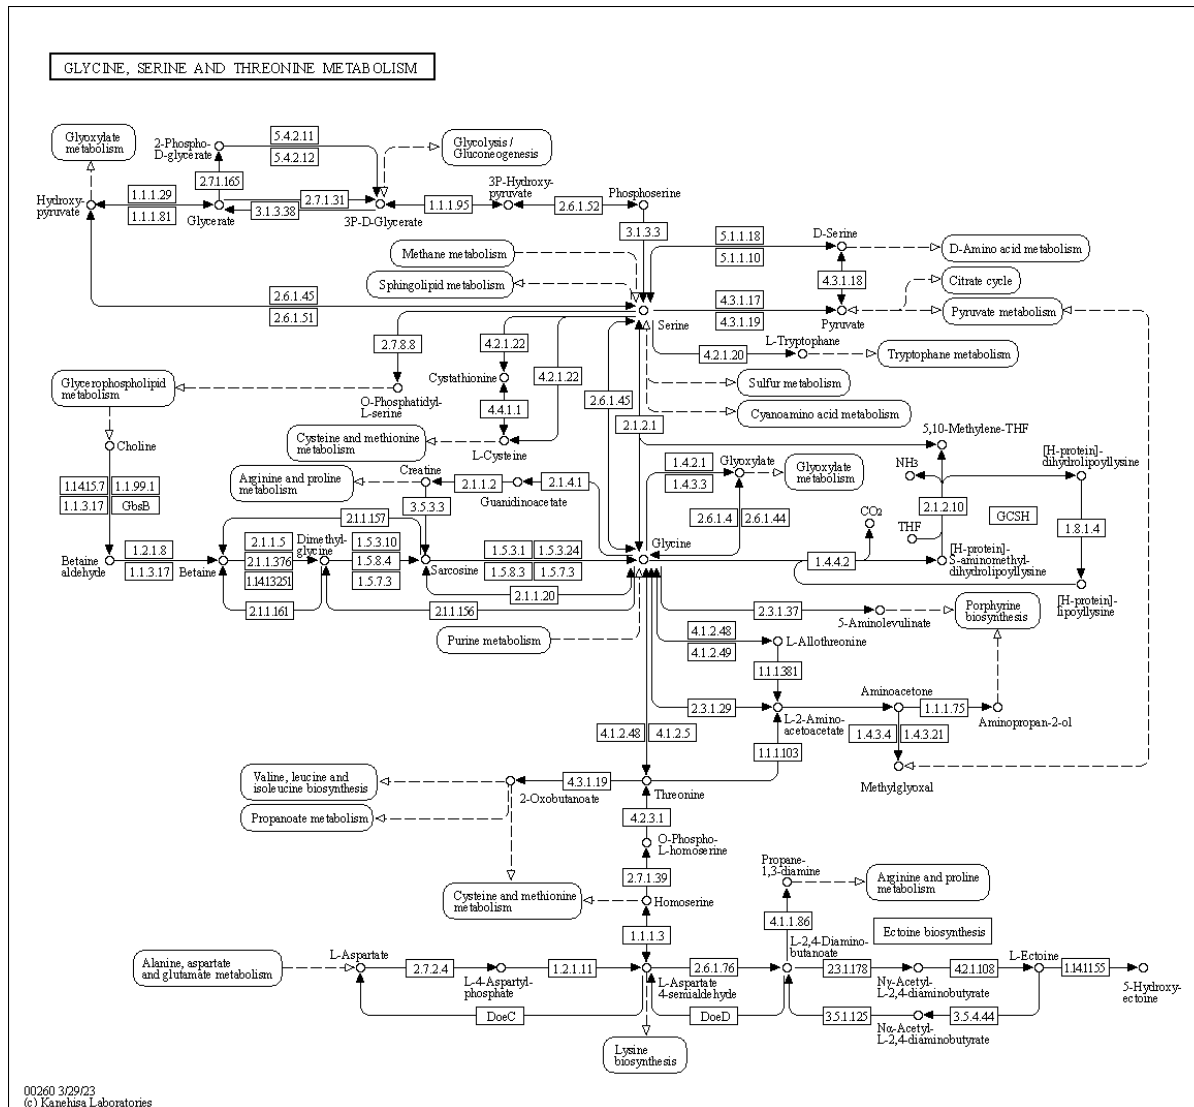 GLYCINE, SERINE AND THREONINE METABOLISM
Glyoxylate
metabolism
2-Phospho-
D-glycerate
5.4.2.11
5.4.2.12
Glycolysis /
Gluconeogenesis
2.7.1.165
Hydroxy-
pyruvate
1.1.1.29
1.1.1.81
Glycerate
2.7.1.31
3.1.3.38
3P-D-Glycerate
1.1.1.95
3P-Hydroxy-
pyruvate
2.6.1.52
Phosphoserine
3.1.3.3
Methane metabolism
Sphingolipid metabolism
5.1.1.18
5.1.1.10
D-Serine
D-Amino acid metabolism
4.3.1.18
Citrate cycle
2.6.1.45
2.6.1.51
Serine
4.3.1.17
4.3.1.19
Pyruvate
Pyruvate metabolism
2.7.8.8
4.2.1.22
4.2.1.22
4.2.1.20
L-Tryptophane
Tryptophane metabolism
Glycerophospholipid
metabolism
O-Phosphatidyl-
L-serine
Cystathionine
4.4.1.1
2.6.1.45
Sulfur metabolism
Cyanoamino acid metabolism
2.1.2.1
Choline
Cysteine and methionine
metabolism
L-Cysteine
5,10-Methylene-THF
1.14.15.7
1.1.99.1
1.1.3.17
GbsB
Arginine and proline
metabolism
Creatine
2.1.1.2
Guanidinoacetate
2.1.4.1
3.5.3.3
1.4.2.1
1.4.3.3
Glyoxylate
Glyoxylate
metabolism
NH3
[H-protein]-
dihydrolipoyllysine
2.1.2.10
GCSH
1.8.1.4
2.6.1.4
2.6.1.44
CO2
THF
2.1.1.157
Betaine
aldehyde
1.2.1.8
1.1.3.17
Betaine
2.1.1.5
2.1.1.376
1.14.13.251
Dimethyl-
glycine
1.5.3.10
1.5.8.4
1.5.7.3
Sarcosine
1.5.3.1
1.5.3.24
1.5.8.3
1.5.7.3
Glycine
1.4.4.2
[H-protein]-
S-aminomethyl-
dihydrolipoyllysine
[H-protein]-
lipoyllysine
2.1.1.20
2.1.1.161
2.1.1.156
Purine metabolism
2.3.1.37
5-Aminolevulinate
Porphyrine
biosynthesis
4.1.2.48
4.1.2.49
L-Allothreonine
1.1.1.381
2.3.1.29
L-2-Amino-
acetoacetate
Aminoacetone
1.1.1.75
Aminopropan-2-ol
4.1.2.48
4.1.2.5
1.1.1.103
1.4.3.4
1.4.3.21
Methylglyoxal
Valine, leucine and
isoleucine biosynthesis
2-Oxobutanoate
4.3.1.19
Threonine
Propanoate metabolism
4.2.3.1
O-Phospho-
L-homoserine
2.7.1.39
Cysteine and methionine
metabolism
Homoserine
1.1.1.3
Propane-
1,3-diamine
Arginine and proline
metabolism
4.1.1.86
Ectoine biosynthesis
Alanine, aspartate
and glutamate metabolism
L-Aspartate
2.7.2.4
L-4-Aspartyl-
phosphate
1.2.1.11
L-Aspartate
4-semialdehyde
2.6.1.76
L-2,4-Diamino-
butanoate
2.3.1.178
Nγ-Acetyl-
L-2,4-diaminobutyrate
4.2.1.108
L-Ectoine
1.14.11.55
5-Hydroxy-
ectoine
DoeC
DoeD
3.5.1.125
Nα-Acetyl-
L-2,4-diaminobutyrate
3.5.4.44
Lysine
biosynthesis
00260 3/29/23
(c) Kanehisa Laboratories